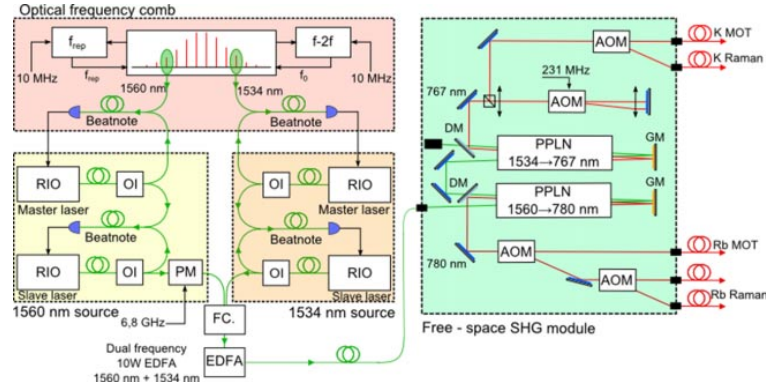 Optical frequency comb
f_rep
f-2f
10 MHz
f_rep
f_0
10 MHz
1560 nm
1534 nm
Beatnote
Beatnote
RIO
OI
OI
RIO
Master laser
Master laser
Beatnote
Beatnote
RIO
OI
PM
OI
RIO
Slave laser
Slave laser
1560 nm source
1534 nm source
6,8 GHz
FC.
Dual frequency
10W EDFA
1560 nm + 1534 nm
EDFA
K MOT
AOM
K Raman
231 MHz
767 nm
AOM
DM
PPLN
1534→767 nm
GM
DM
PPLN
1560→780 nm
GM
780 nm
AOM
Rb MOT
AOM
Rb Raman
Free - space SHG module